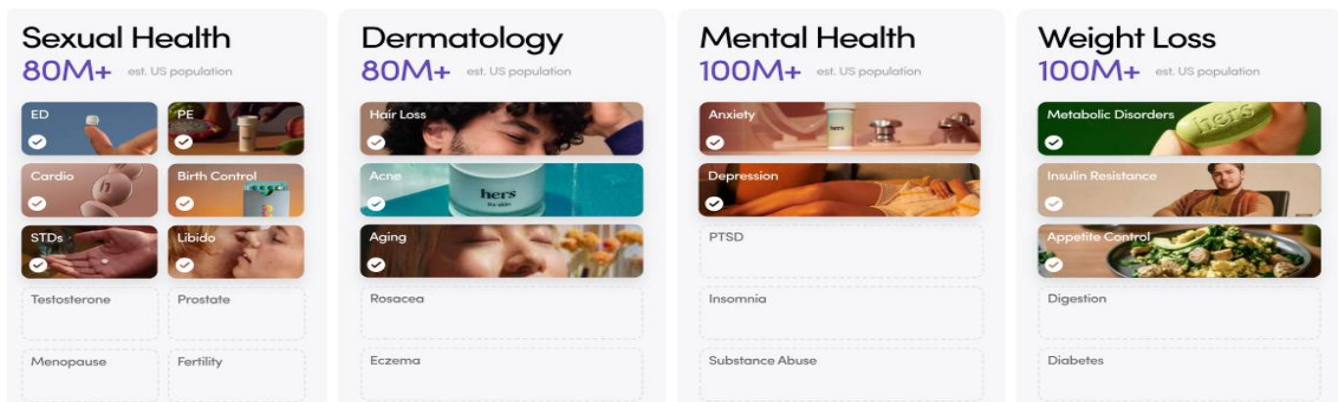 Sexual Health
80M+ est. US population
ED
PE
Cardio
Birth Control
STDs
Libido
Testosterone
Prostate
Menopause
Fertility
Dermatology
80M+ est. US population
Hair Loss
Acne
hers
Aging
Rosacea
Eczema
Mental Health
100M+ est. US population
Anxiety
hers
Depression
PTSD
Insomnia
Substance Abuse
Weight Loss
100M+ est. US population
Metabolic Disorders
hers
Insulin Resistance
Appetite Control
Digestion
Diabetes